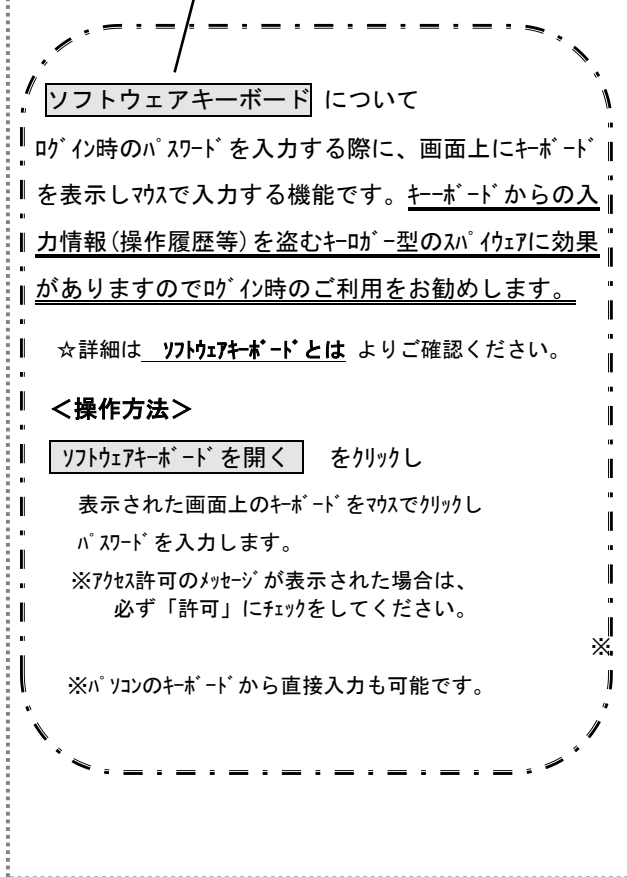 ソフトウェアキーボード について
ﾛｸﾞｲﾝ時のﾊﾟｽﾜｰﾄﾞを入力する際に、画面上にｷｰﾎﾞｰﾄﾞ
を表示しﾏｳｽで入力する機能です。ｷｰｰﾎﾞｰﾄﾞからの入
力情報(操作履歴等)を盗むｷｰﾛｶﾞｰ型のｽﾊﾟｲｳｪｱに効果
がありますのでﾛｸﾞｲﾝ時のご利用をお勧めします。
☆詳細は ｿﾌﾄｳｪｱｷｰﾎﾞｰﾄﾞとは よりご確認ください。
＜操作方法＞
ｿﾌﾄｳｪｱｷｰﾎﾞｰﾄﾞを開く をｸﾘｯｸし
表示された画面上のｷｰﾎﾞｰﾄﾞをﾏｳｽでｸﾘｯｸし
ﾊﾟｽﾜｰﾄﾞを入力します。
※ｱｸｾｽ許可のﾒｯｾｰｼﾞが表示された場合は、
必ず「許可」にﾁｪｯｸをしてください。
※
※ﾊﾟｿｺﾝのｷｰﾎﾞｰﾄﾞから直接入力も可能です。